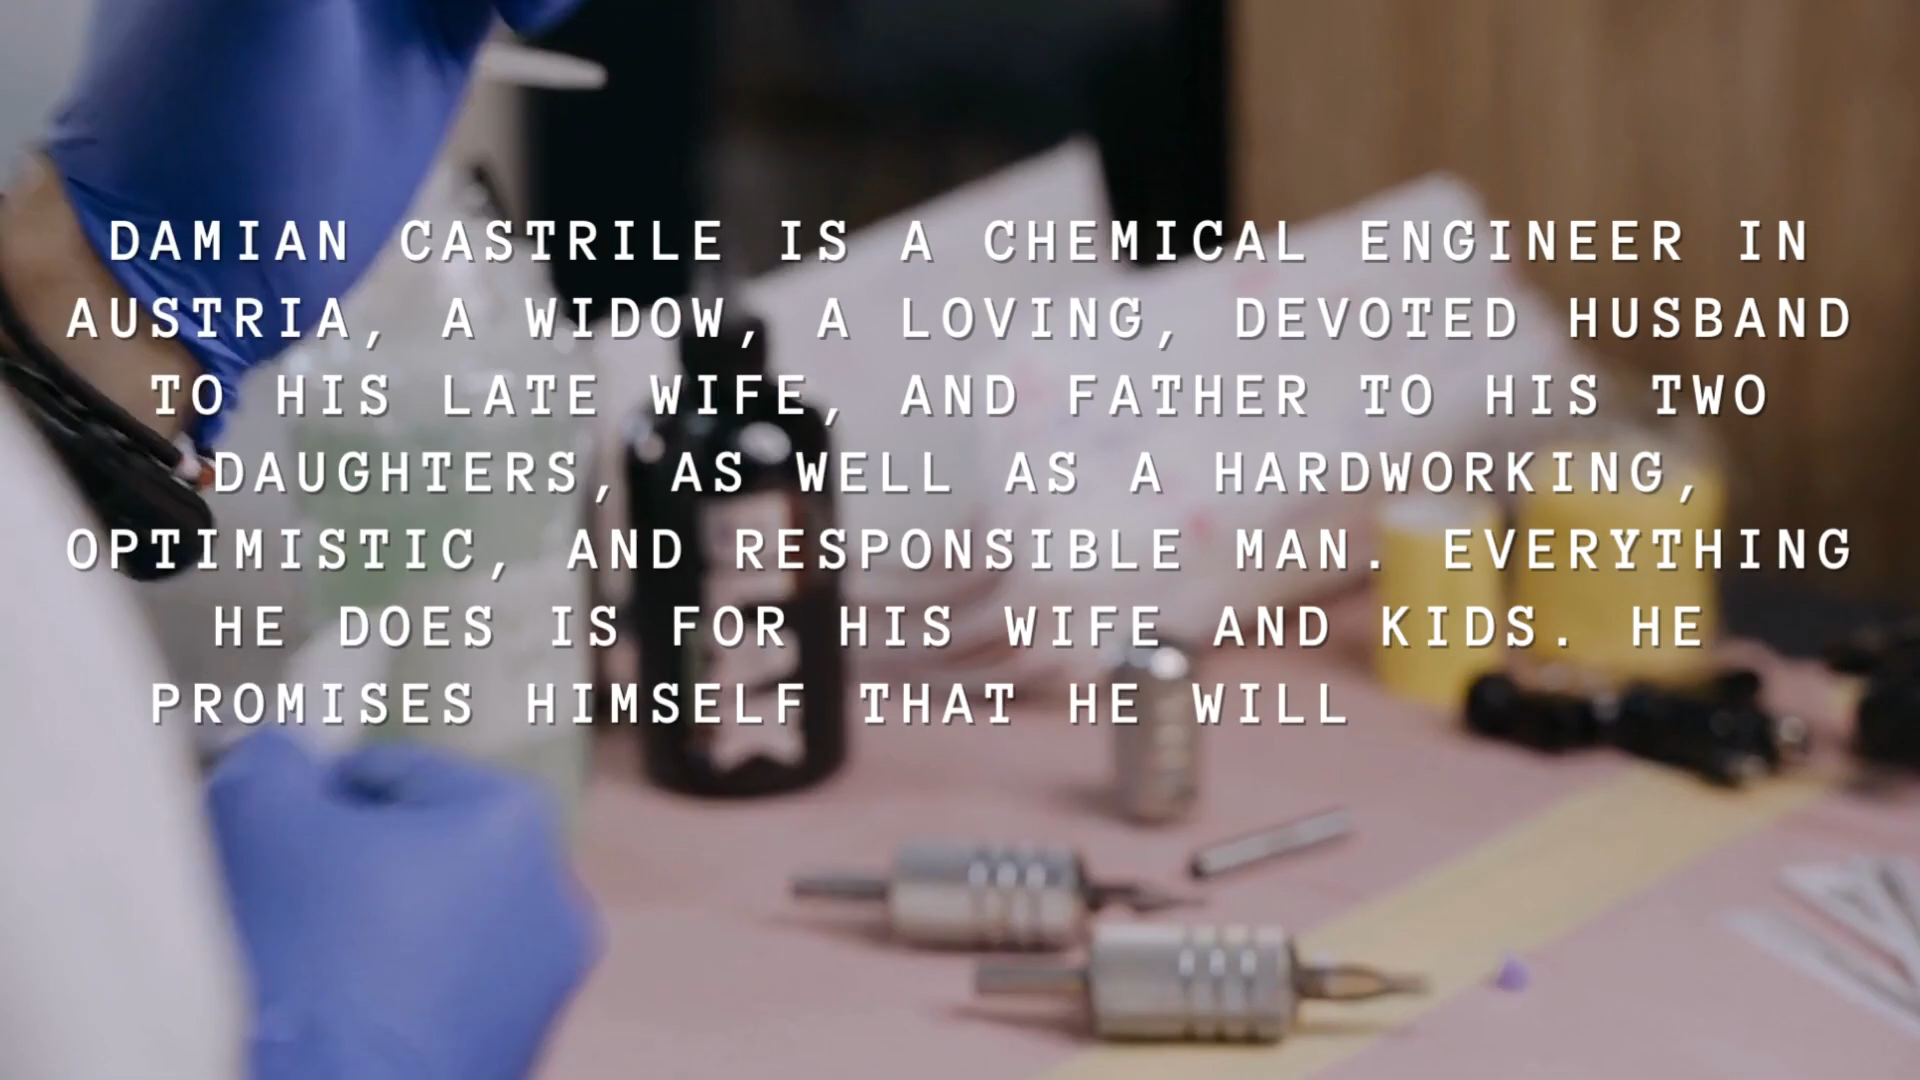 DAMIAN CASTRILE IS A CHEMICAL ENGINEER IN
AUSTRIA, A WIDOW, A LOVING, DEVOTED HUSBAND
TO HIS LATE WIFE, AND FATHER TO HIS TWO
DAUGHTERS, AS WELL AS A HARDWORKING,
OPTIMISTIC, AND RESPONSIBLE MAN. EVERYTHING
HE DOES IS FOR HIS WIFE AND KIDS. HE
PROMISES HIMSELF THAT HE WILL